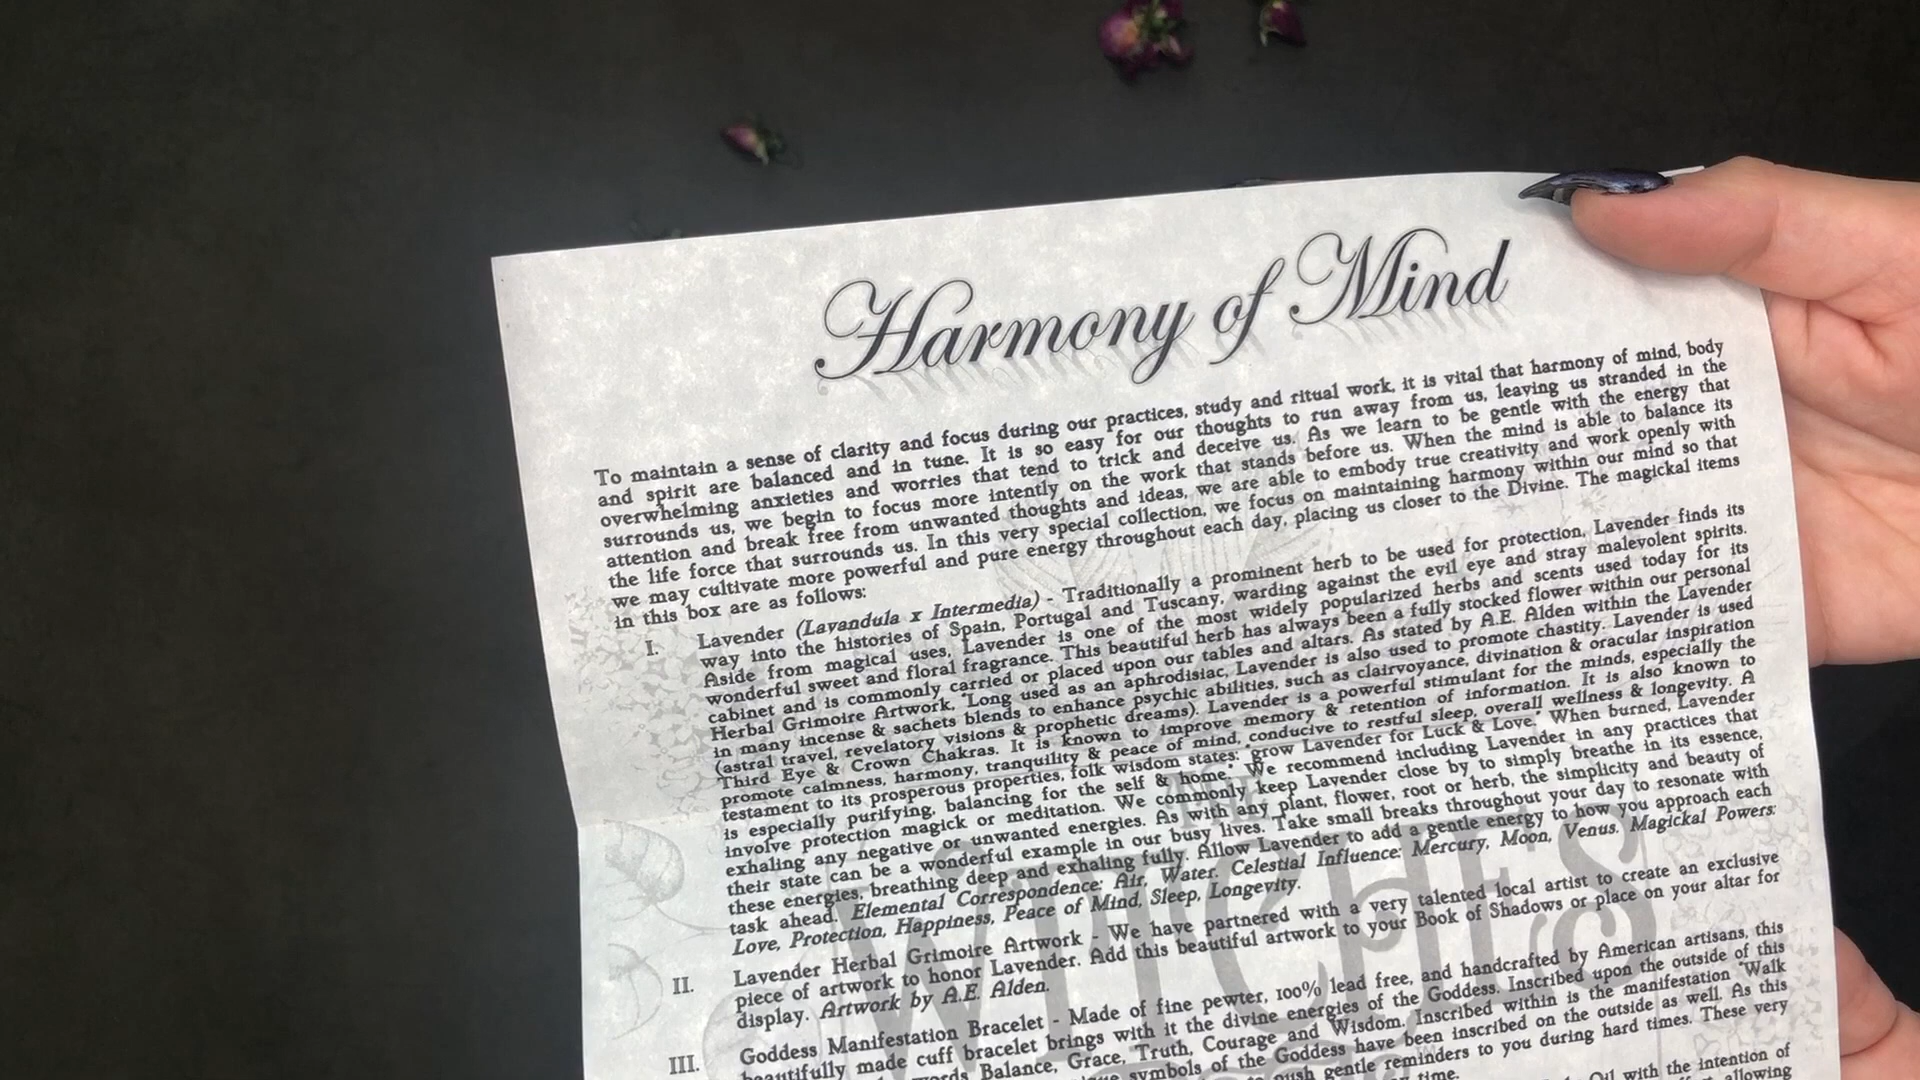 Harmony of Mind
To maintain a sense of clarity and focus during our practices, study and ritual work, it is vital that harmony of mind, body
and spirit are balanced and in tune. It is so easy for our thoughts to run away from us, leaving us stranded in the
overwhelming anxieties and worries that tend to trick and deceive us. As we learn to be gentle with the energy that
surrounds us, we begin to focus more intently on the work that stands before us. When the mind is able to balance its
attention and break free from unwanted thoughts and ideas, we are able to embody true creativity and work openly with
the life force that surrounds us. In this very special collection, we focus on maintaining harmony within our mind so that
we may cultivate more powerful and pure energy throughout each day, placing us closer to the Divine. The magickal items
in this box are as follows:
I. Lavender (Lavandula x Intermedia) - Traditionally a prominent herb to be used for protection, Lavender finds its
way into the histories of Spain, Portugal and Tuscany, warding against the evil eye and stray malevolent spirits.
Aside from magical uses, Lavender is one of the most widely popularized herbs and scents used today for its
wonderful sweet and floral fragrance. This beautiful herb has always been a fully stocked flower within our personal
cabinet and is commonly carried or placed upon our tables and altars. As stated by A.E. Alden within the Lavender
Herbal Grimoire Artwork, "Long used as an aphrodisiac, Lavender is also used to promote chastity. Lavender is used
in many incense & sachets blends to enhance psychic abilities, such as clairvoyance, divination & oracular inspiration
(astral travel, revelatory visions & prophetic dreams). Lavender is a powerful stimulant for the minds, especially the
Third Eye & Crown Chakras. It is known to improve memory & retention of information. It is also known to
promote calmness, harmony, tranquility & peace of mind, conducive to restful sleep, overall wellness & longevity. A
testament to its prosperous properties, folk wisdom states: "grow Lavender for Luck & Love." When burned, Lavender
is especially purifying, balancing for the self & home." We recommend including Lavender in any practices that
involve protection magick or meditation. We commonly keep Lavender close by to simply breathe in its essence,
exhaling any negative or unwanted energies. As with any plant, flower, root or herb, the simplicity and beauty of
their state can be a wonderful example in our busy lives. Take small breaks throughout your day to resonate with
these energies, breathing deep and exhaling fully. Allow Lavender to add a gentle energy to how you approach each
task ahead. Elemental Correspondence: Air, Water. Celestial Influence: Mercury, Moon, Venus. Magickal Powers:
Love, Protection, Happiness, Peace of Mind, Sleep, Longevity.
II. Lavender Herbal Grimoire Artwork - We have partnered with a very talented local artist to create an exclusive
piece of artwork to honor Lavender. Add this beautiful artwork to your Book of Shadows or place on your altar for
display. Artwork by A.E. Alden.
III. Goddess Manifestation Bracelet - Made of fine pewter, 100% lead free, and handcrafted by American artisans, this
beautifully made cuff bracelet brings with it the divine energies of the Goddess. Inscribed upon the outside of this
Balance, Grace, Truth, Courage and Wisdom. Inscribed within is the manifestation "Walk
symbols of the Goddess have been inscribed on the outside as well. As this
gentle reminders to you during hard times. These very
time.
Oil with the intention of
allowing
THE
WITCHES